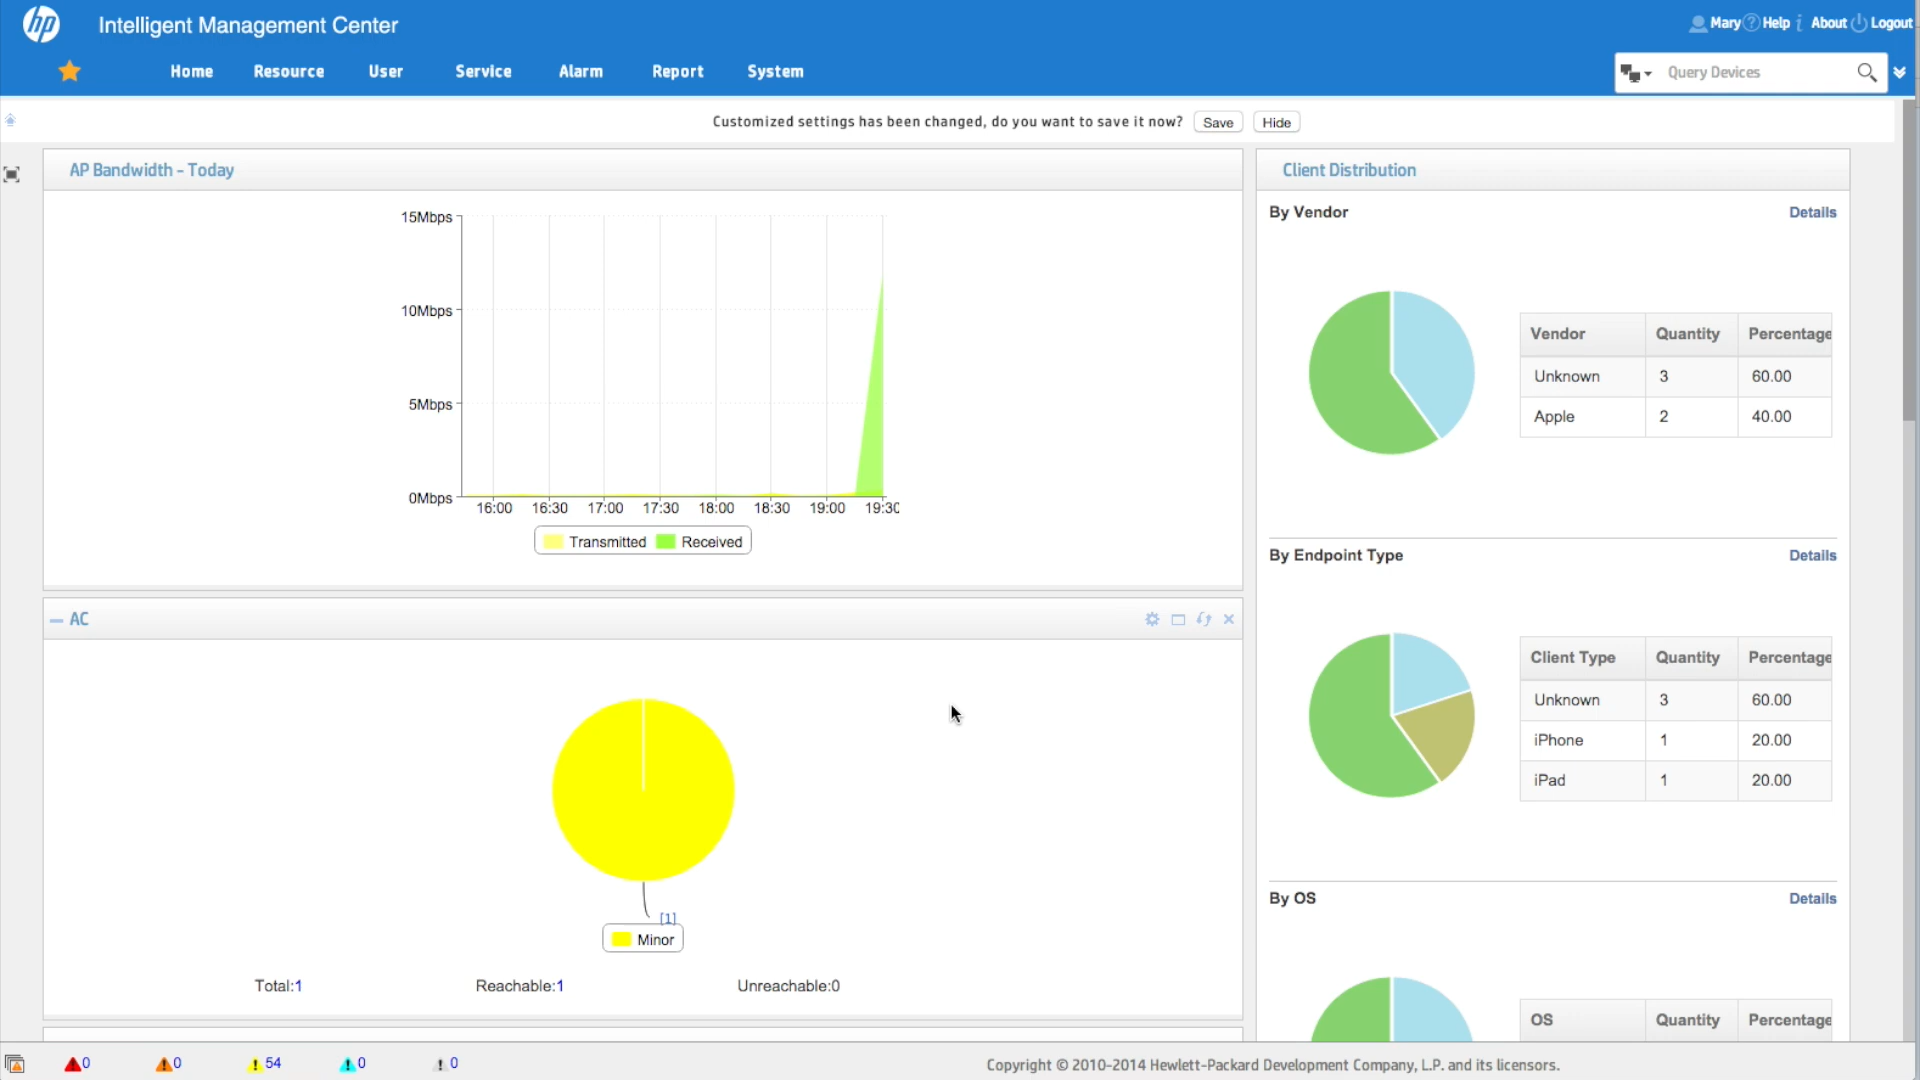 hp
Intelligent Management Center
Mary Help About Logout
Home Resource User Service Alarm Report System
Query Devices
Customized settings has been changed, do you want to save it now? Save Hide
AP Bandwidth - Today
15Mbps
10Mbps
5Mbps
0Mbps
16:00 16:30 17:00 17:30 18:00 18:30 19:00 19:30
Transmitted Received
AC
[1]
Minor
Total:1 Reachable:1 Unreachable:0
Client Distribution
By Vendor Details
Vendor Quantity Percentage
Unknown 3 60.00
Apple 2 40.00
By Endpoint Type Details
Client Type Quantity Percentage
Unknown 3 60.00
iPhone 1 20.00
iPad 1 20.00
By OS Details
OS Quantity Percentage
0 0 54 0 0
Copyright © 2010-2014 Hewlett-Packard Development Company, L.P. and its licensors.